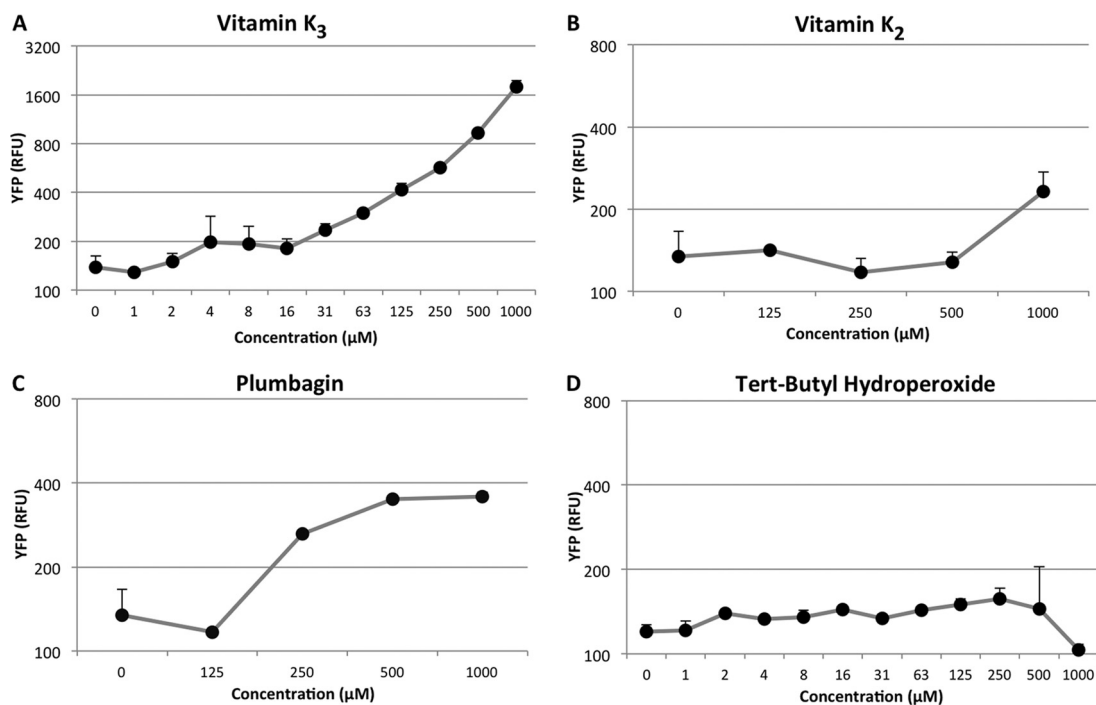 A
Vitamin K3
YFP (RFU)
3200
1600
800
400
200
100
0 1 2 4 8 16 31 63 125 250 500 1000
Concentration (µM)
B
Vitamin K2
YFP (RFU)
800
400
200
100
0 125 250 500 1000
Concentration (µM)
C
Plumbagin
YFP (RFU)
800
400
200
100
0 125 250 500 1000
Concentration (µM)
D
Tert-Butyl Hydroperoxide
YFP (RFU)
800
400
200
100
0 1 2 4 8 16 31 63 125 250 500 1000
Concentration (µM)